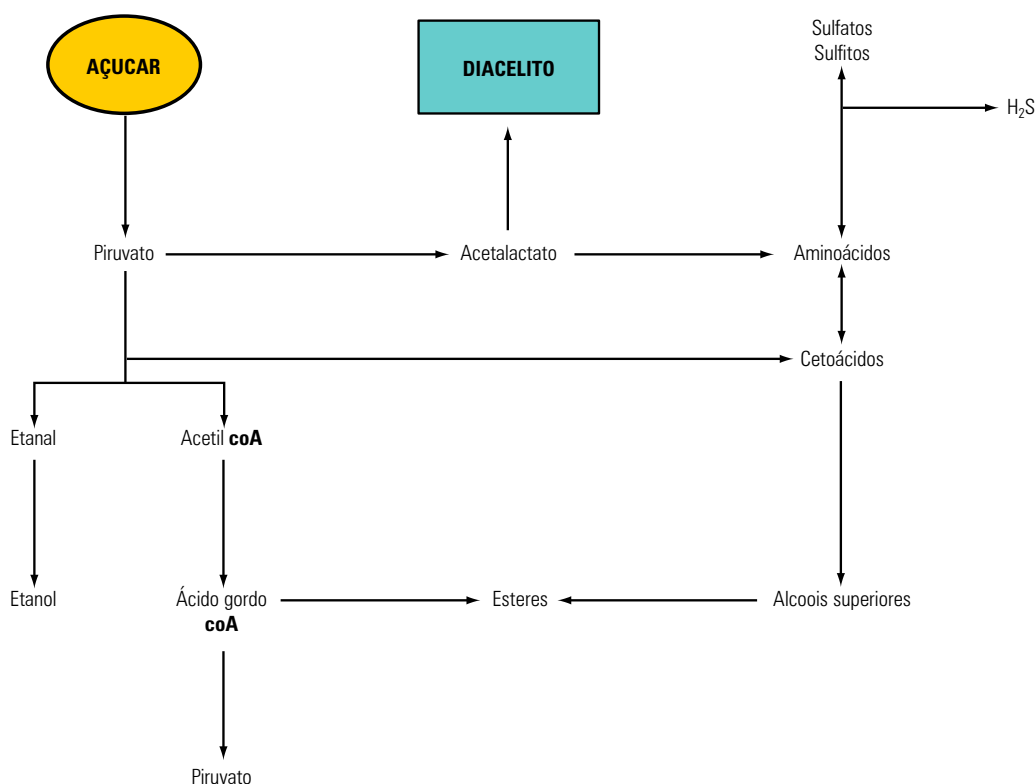 AÇUCAR
DIACELITO
Sulfatos
Sulfitos
H₂S
Piruvato
Acetalactato
Aminoácidos
Cetoácidos
Etanal
Acetil coA
Etanol
Ácido gordo
coA
Esteres
Alcoois superiores
Piruvato